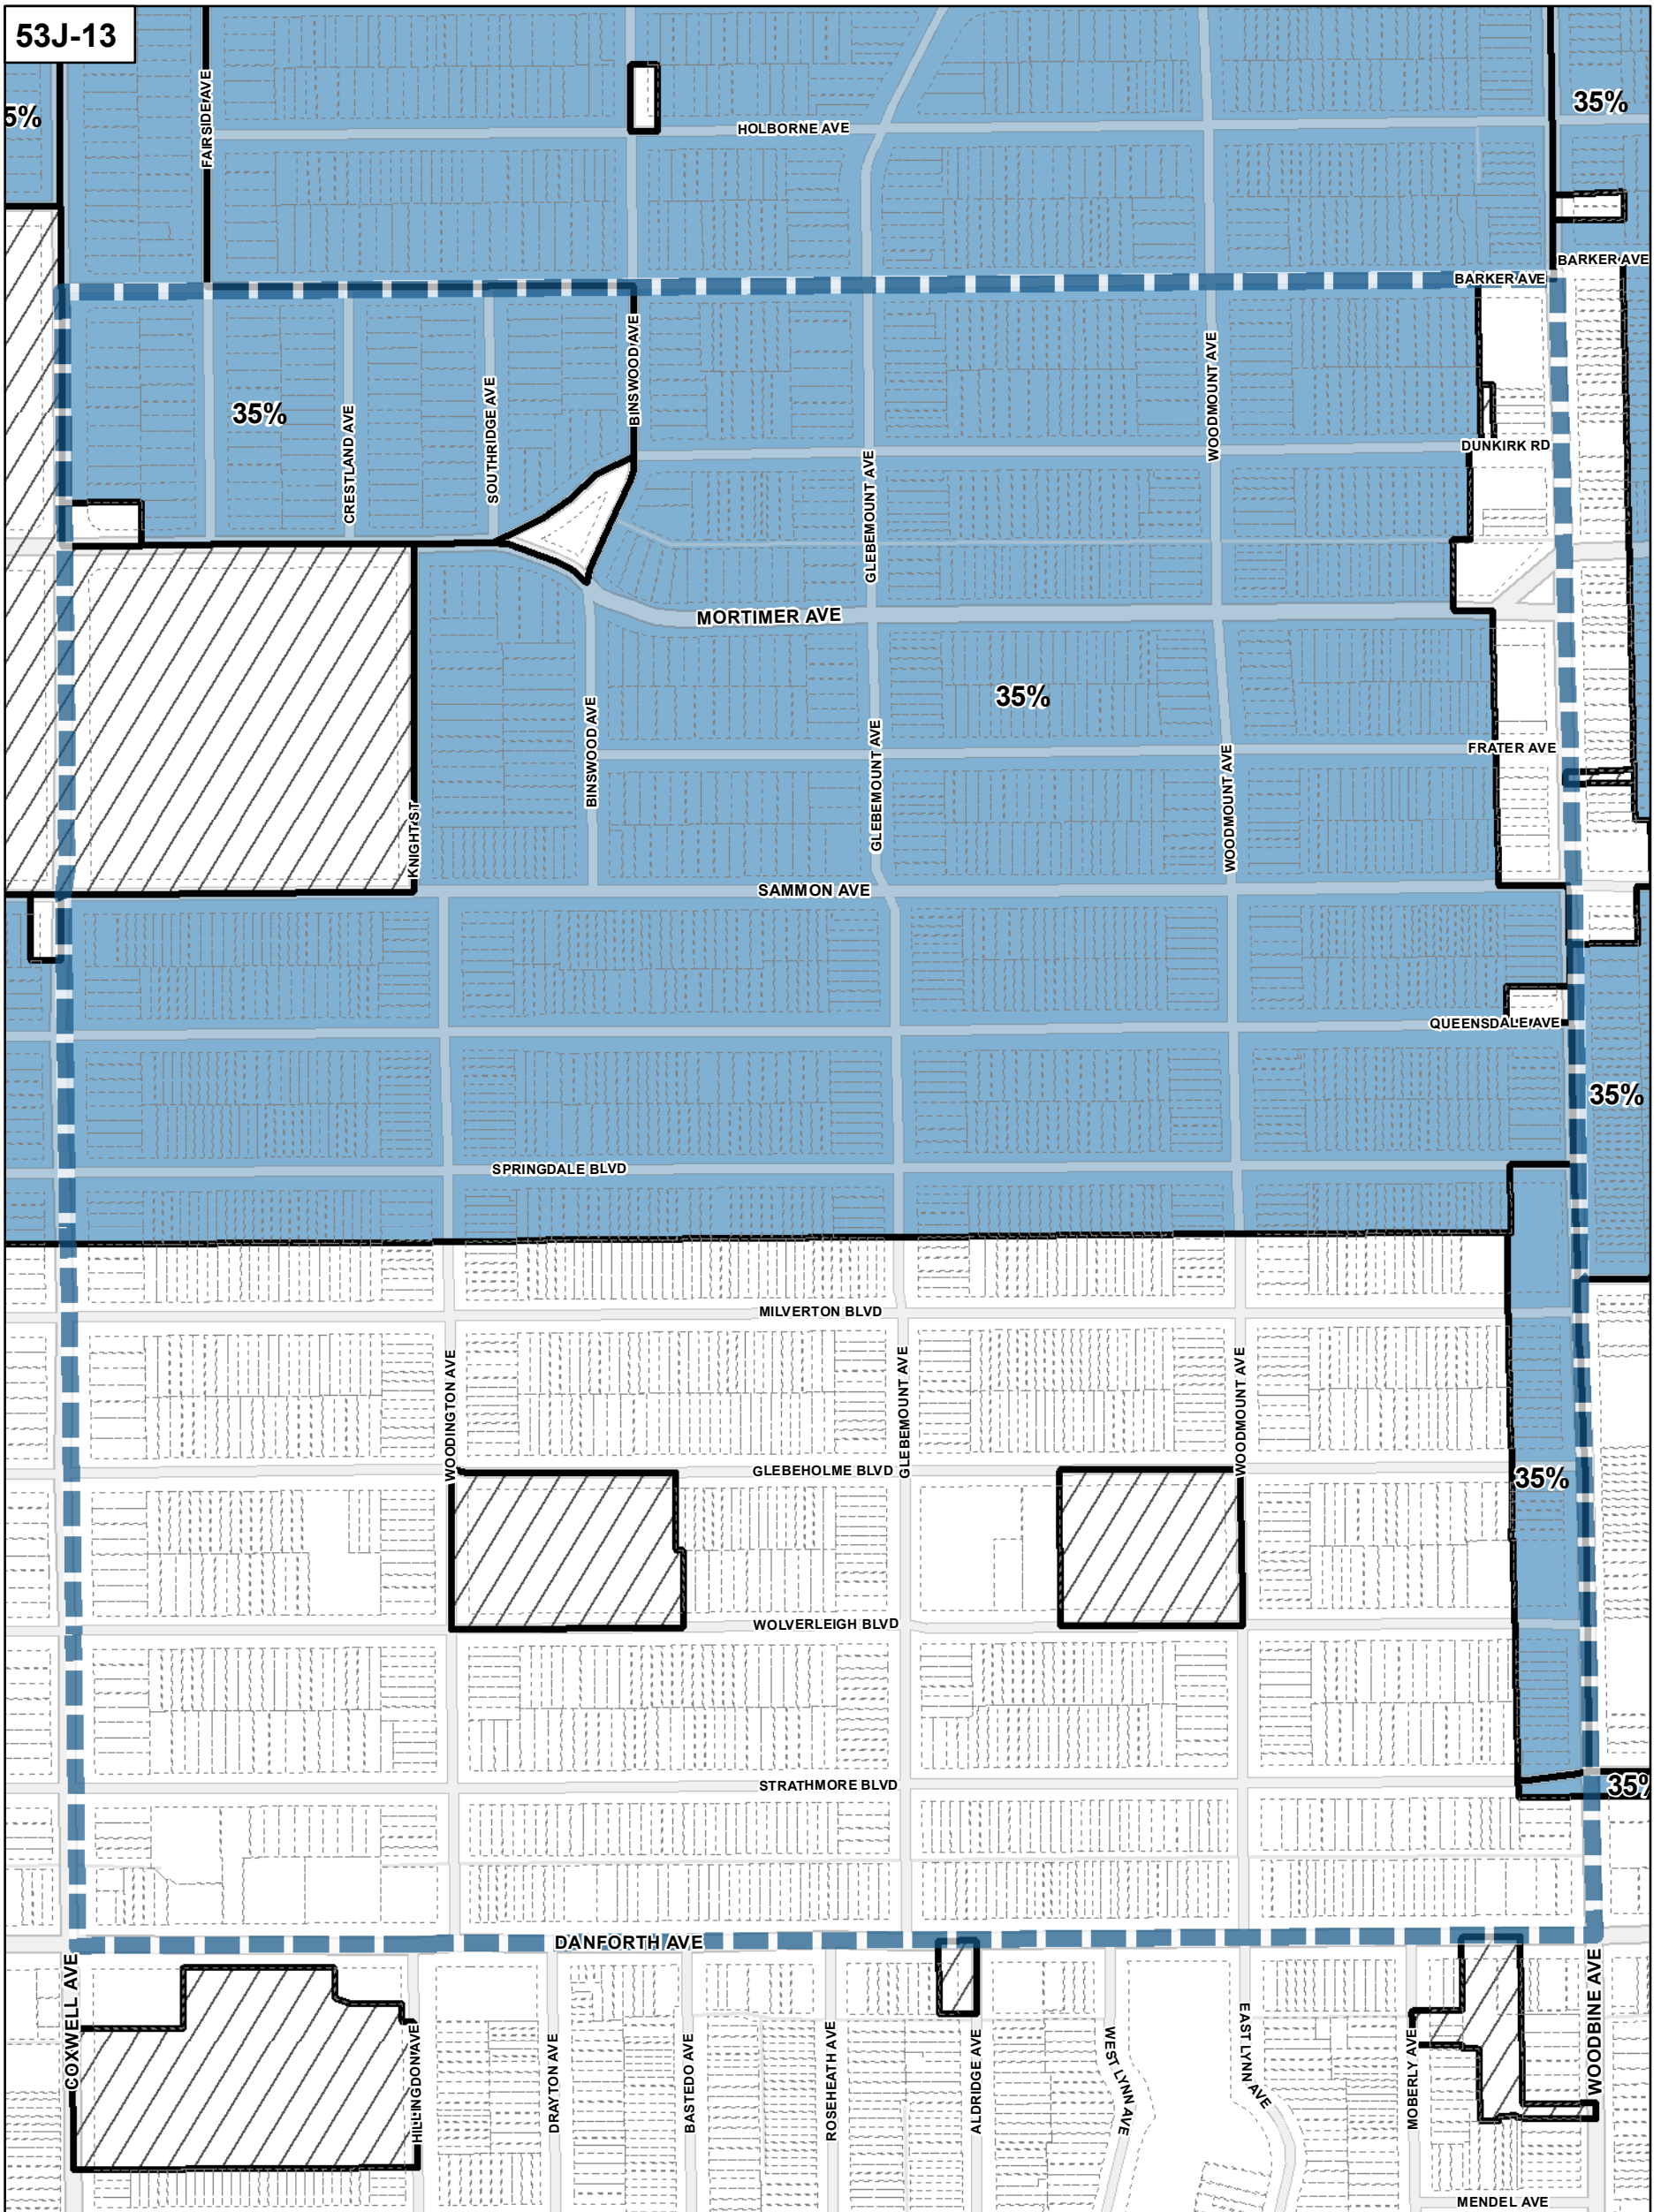 53J-13
5%
FAIRSIDE AVE
HOLBORNE AVE
35%
BARKER AVE
BARKER AVE
35%
CRESTLAND AVE
SOUTHRIDGE AVE
BINSWOOD AVE
GLEBEMOUNT AVE
WOODMOUNT AVE
DUNKIRK RD
MORTIMER AVE
35%
BINSWOOD AVE
GLEBEMOUNT AVE
WOODMOUNT AVE
FRATER AVE
KNIGHT ST
SAMMON AVE
QUEENSDALE AVE
35%
SPRINGDALE BLVD
MILVERTON BLVD
WOODINGTON AVE
GLEBEMOUNT AVE
WOODMOUNT AVE
GLEBEHOLME BLVD
35%
WOLVERLEIGH BLVD
STRATHMORE BLVD
35%
DANFORTH AVE
COXWELL AVE
HILLINGDON AVE
DRAYTON AVE
BASTEDO AVE
ROSEHEATH AVE
ALDRIDGE AVE
WEST LYNN AVE
EAST LYNN AVE
MOBERLY AVE
WOODBINE AVE
MENDEL AVE